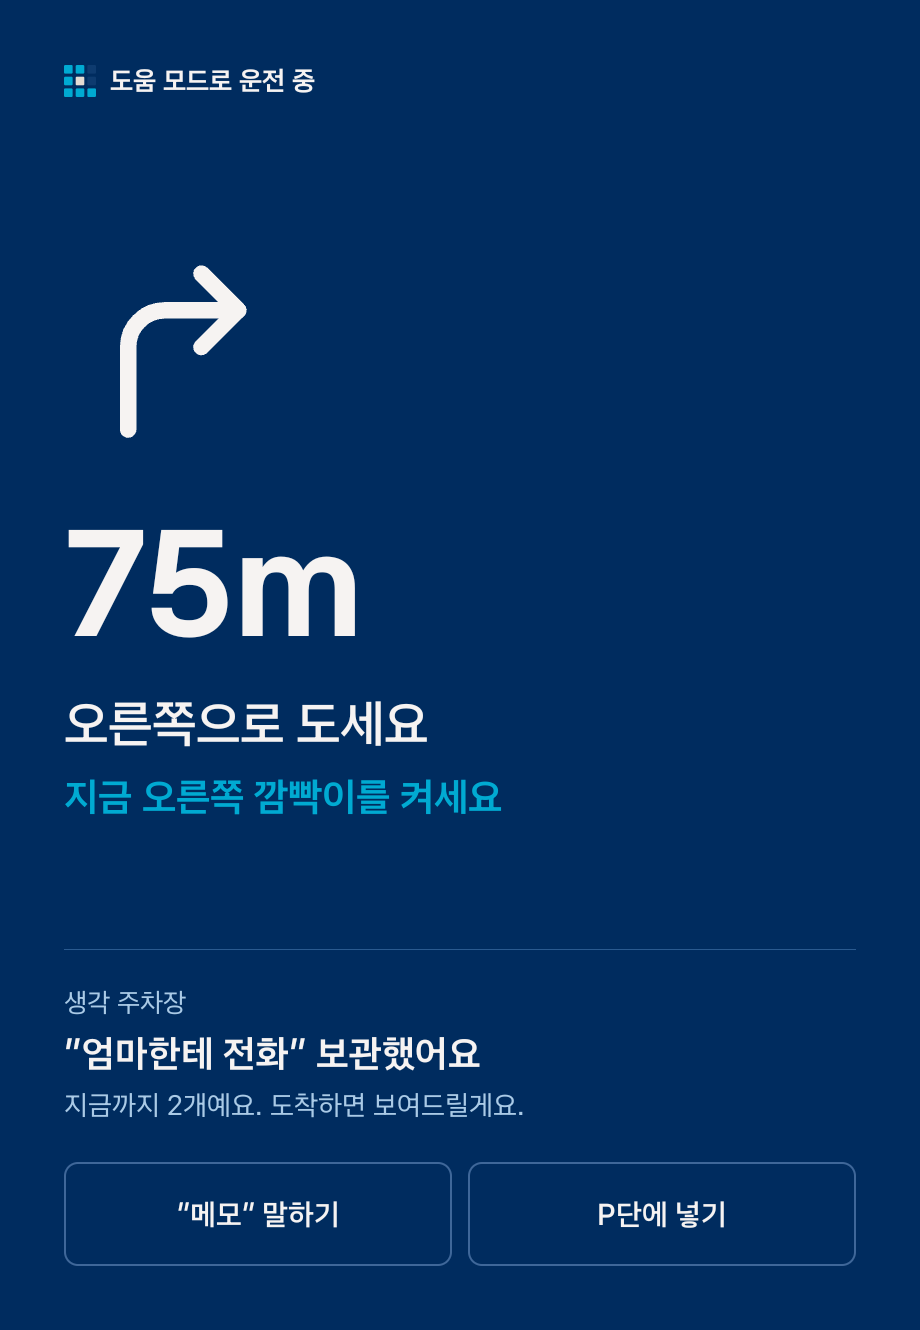 도움 모드로 운전 중
75m
오른쪽으로 도세요
지금 오른쪽 깜빡이를 켜세요
생각 주차장
"엄마한테 전화" 보관했어요
지금까지 2개예요. 도착하면 보여드릴게요.
"메모" 말하기
P단에 넣기